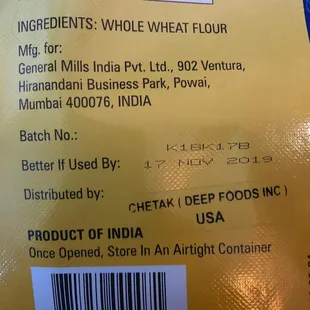 INGREDIENTS: WHOLE WHEAT FLOUR
Mfg. for:
General Mills India Pvt. Ltd., 902 Ventura,
Hiranandani Business Park, Powai,
Mumbai 400076, INDIA
Batch No.: K18K17B
Better If Used By: 17 NOV 2019
Distributed by: CHETAK ( DEEP FOODS INC )
USA
PRODUCT OF INDIA
Once Opened, Store In An Airtight Container